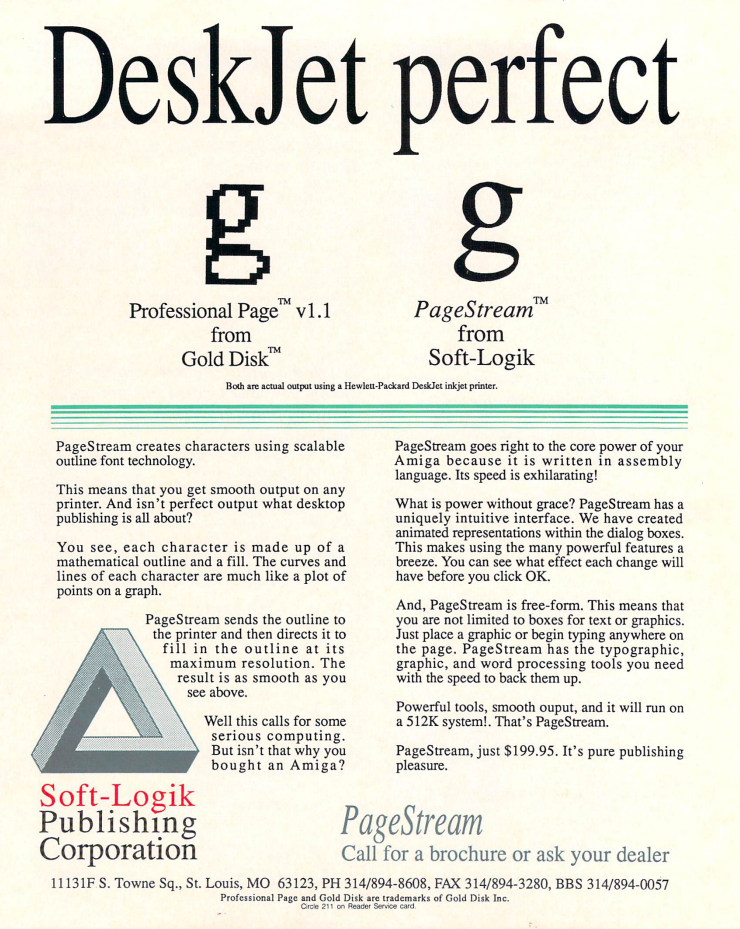 DeskJet perfect
g
Professional Page™ v1.1
from
Gold Disk™
g
PageStream™
from
Soft-Logik
Both are actual output using a Hewlett-Packard DeskJet inkjet printer.
PageStream creates characters using scalable
outline font technology.
This means that you get smooth output on any
printer. And isn't perfect output what desktop
publishing is all about?
You see, each character is made up of a
mathematical outline and a fill. The curves and
lines of each character are much like a plot of
points on a graph.
PageStream sends the outline to
the printer and then directs it to
fill in the outline at its
maximum resolution. The
result is as smooth as you
see above.
Well this calls for some
serious computing.
But isn't that why you
bought an Amiga?
PageStream goes right to the core power of your
Amiga because it is written in assembly
language. Its speed is exhilarating!
What is power without grace? PageStream has a
uniquely intuitive interface. We have created
animated representations within the dialog boxes.
This makes using the many powerful features a
breeze. You can see what effect each change will
have before you click OK.
And, PageStream is free-form. This means that
you are not limited to boxes for text or graphics.
Just place a graphic or begin typing anywhere on
the page. PageStream has the typographic,
graphic, and word processing tools you need
with the speed to back them up.
Powerful tools, smooth ouput, and it will run on
a 512K system!. That's PageStream.
PageStream, just $199.95. It's pure publishing
pleasure.
Soft-Logik
Publishing
Corporation
PageStream
Call for a brochure or ask your dealer
11131F S. Towne Sq., St. Louis, MO 63123, PH 314/894-8608, FAX 314/894-3280, BBS 314/894-0057
Professional Page and Gold Disk are trademarks of Gold Disk Inc.
Circle 211 on Reader Service card.